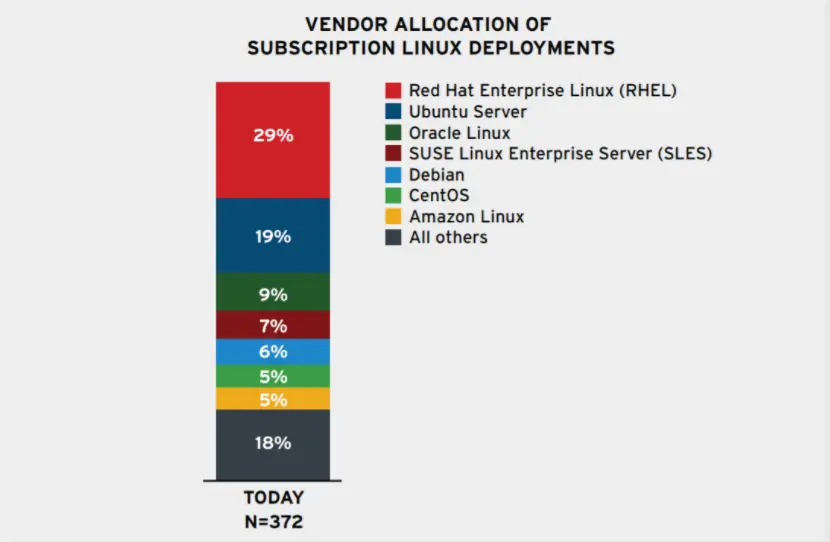 VENDOR ALLOCATION OF
SUBSCRIPTION LINUX DEPLOYMENTS
29%
19%
9%
7%
6%
5%
5%
18%
TODAY
N=372
Red Hat Enterprise Linux (RHEL)
Ubuntu Server
Oracle Linux
SUSE Linux Enterprise Server (SLES)
Debian
CentOS
Amazon Linux
All others